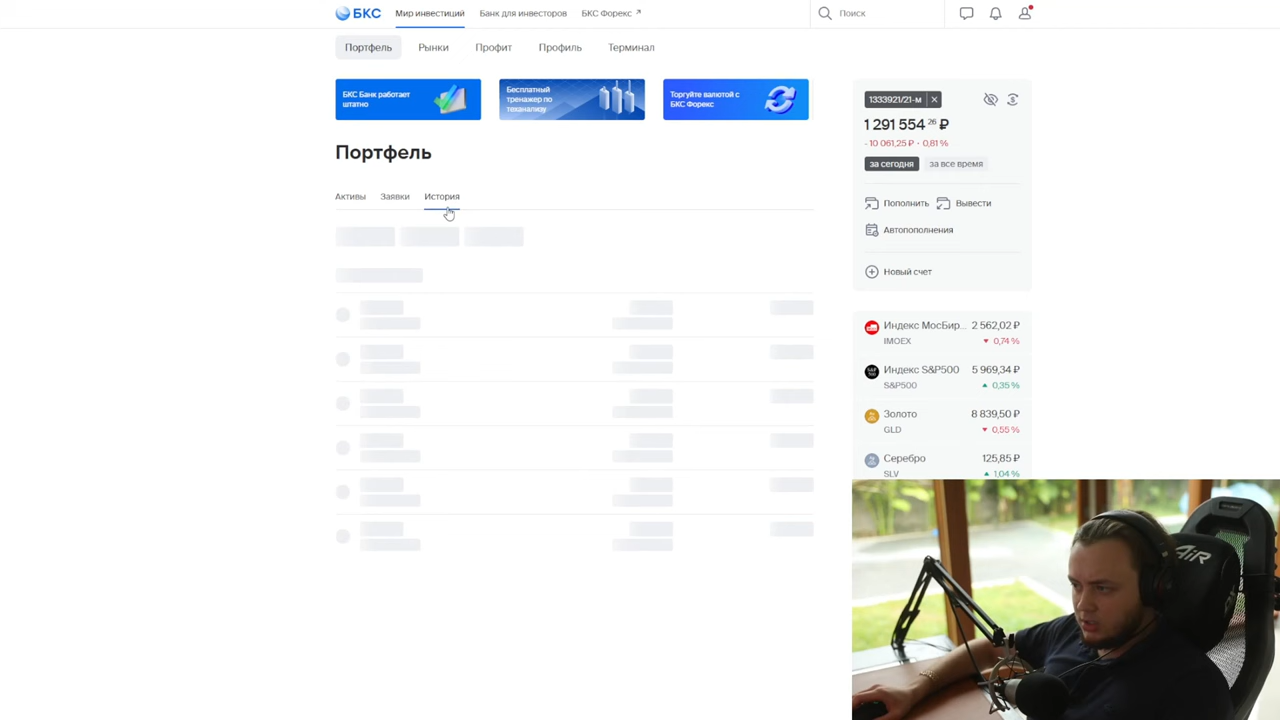 БКС
Мир инвестиций
Банк для инвесторов
БКС Форекс
Поиск
Портфель
Рынки
Профит
Профиль
Терминал
БКС Банк работает
штатно
Бесплатный
тренажер по
теханализу
Торгуйте валютой с
БКС Форекс
Портфель
Активы
Заявки
История
1333921/21-м
1 291 554 26 ₽
- 10 061,25 ₽ · 0,81 %
за сегодня
за все время
Пополнить
Вывести
Автопополнения
Новый счет
Индекс МосБир... 2 562,02 ₽
IMOEX 0,74 %
Индекс S&P500 5 969,34 ₽
S&P500 0,35 %
Золото 8 839,50 ₽
GLD 0,55 %
Серебро 125,85 ₽
SLV 1,04 %
AIR